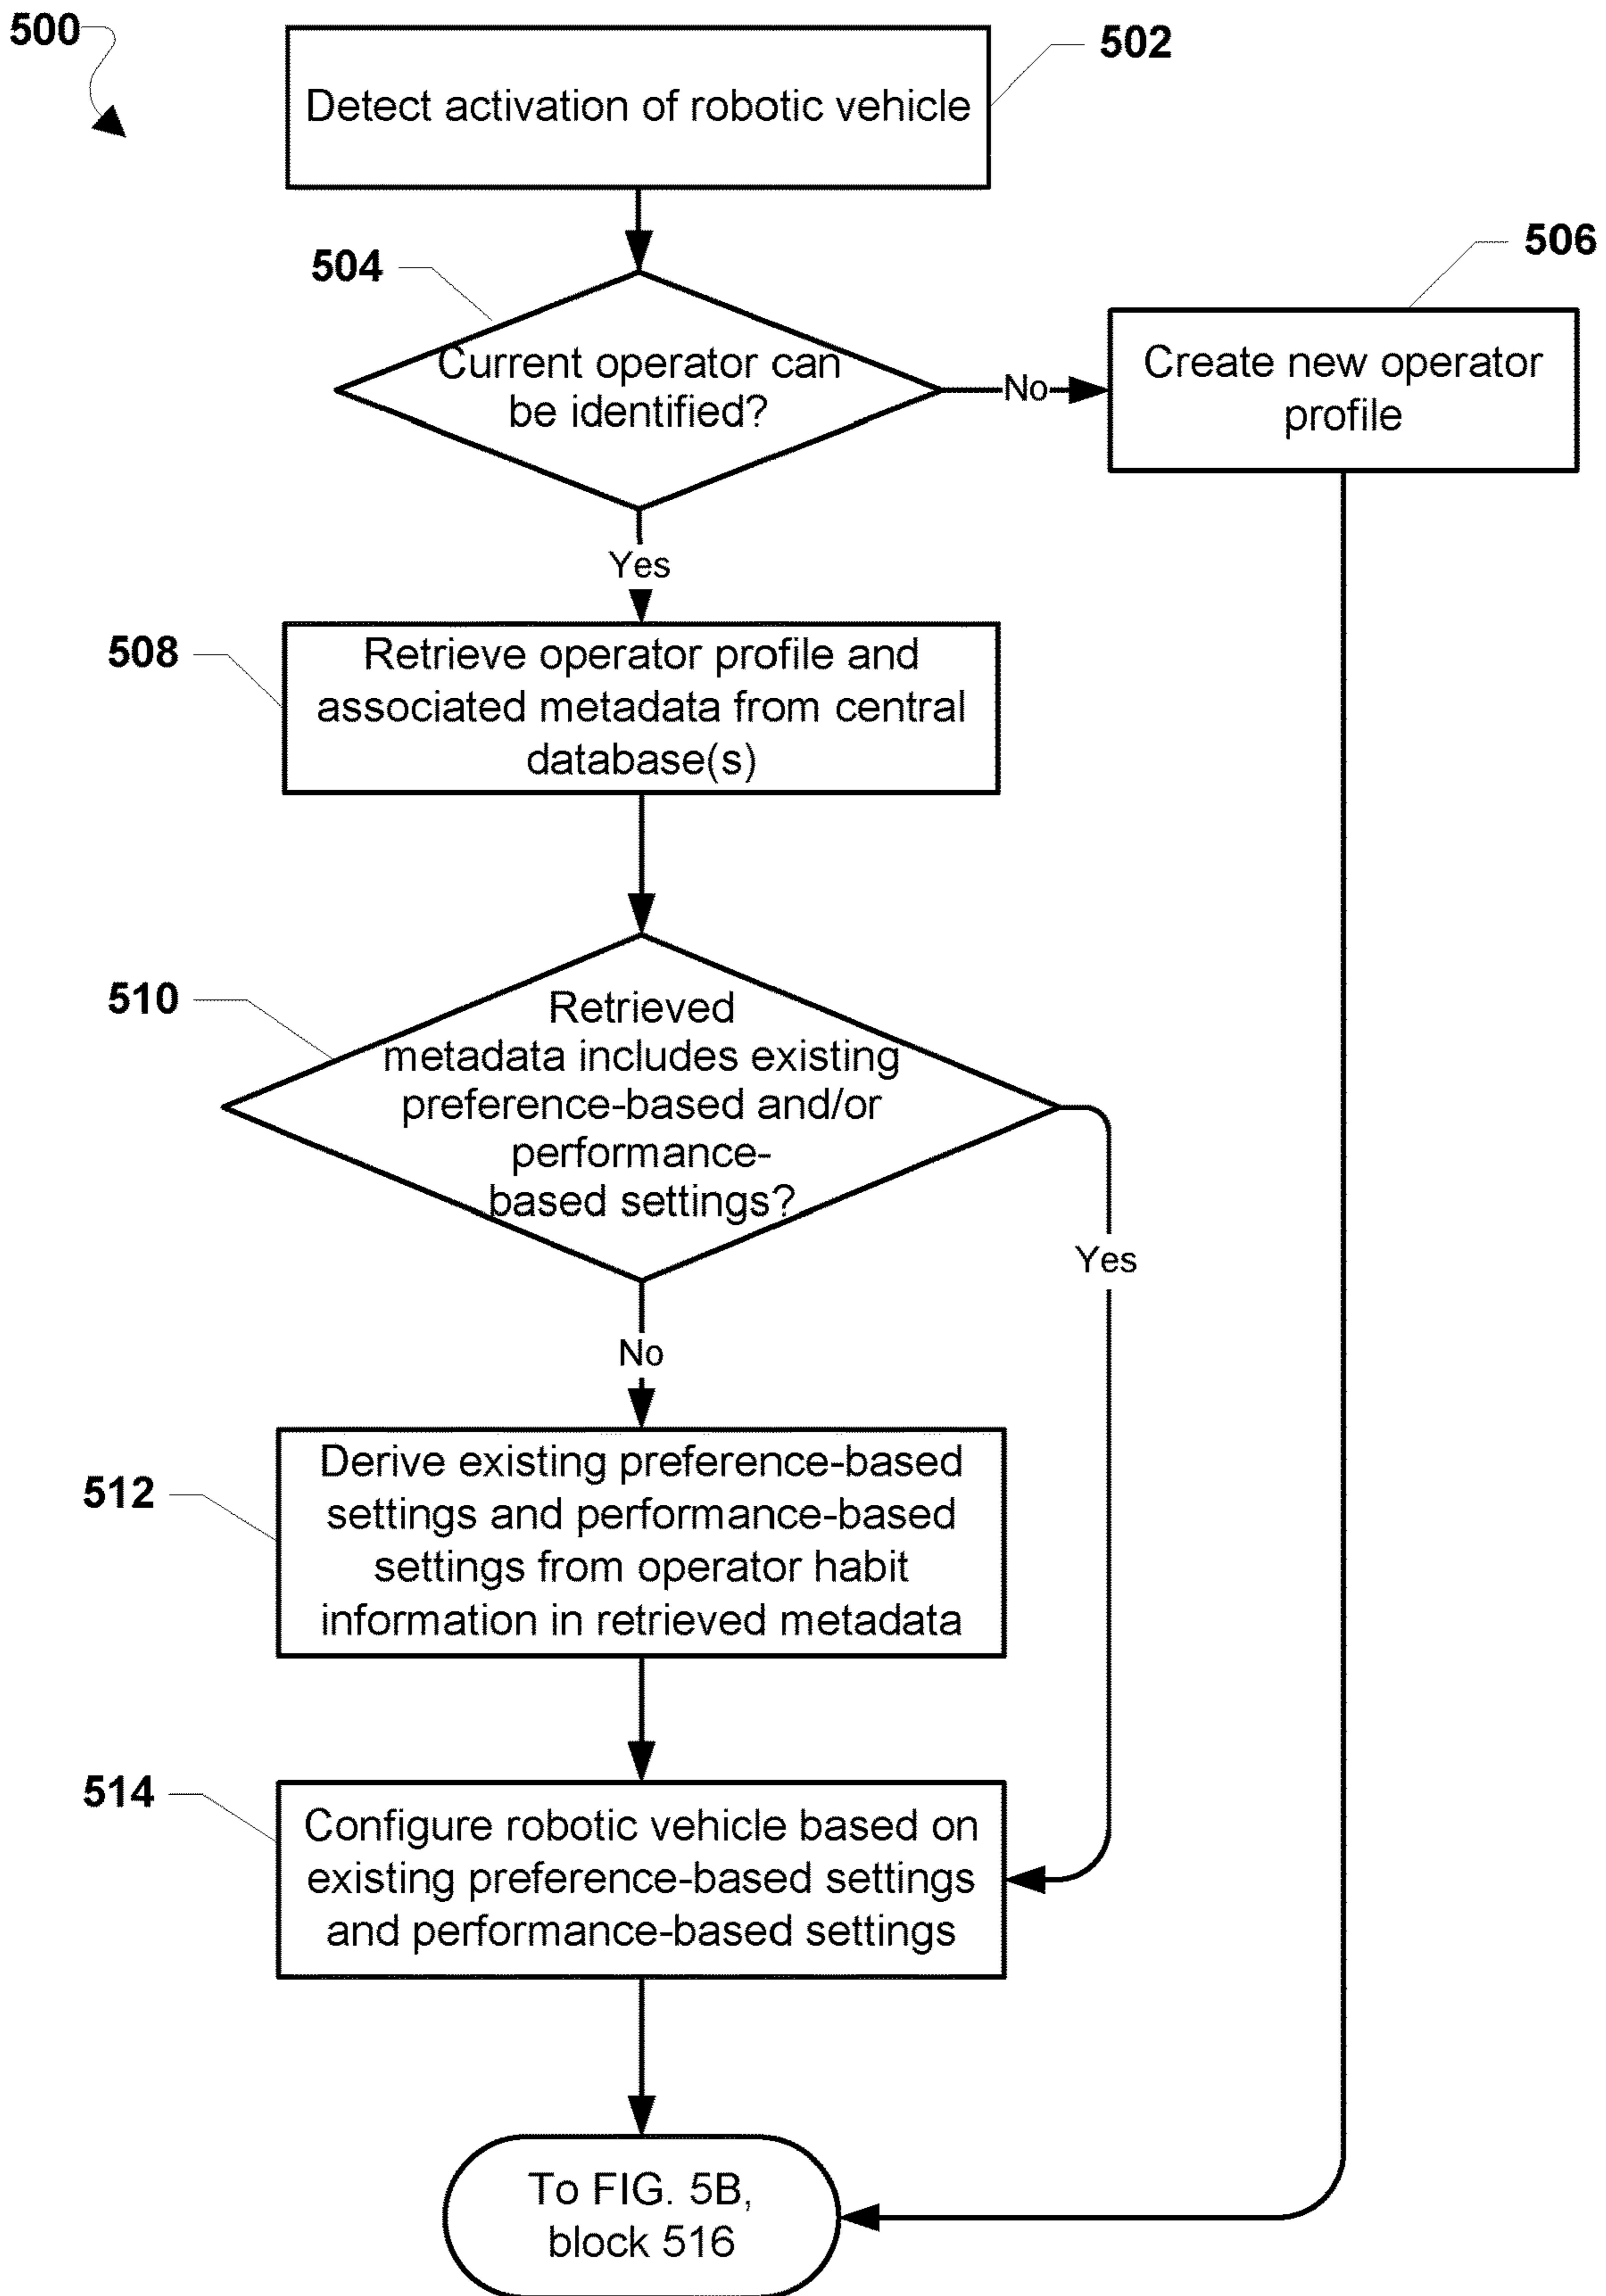 500
502
Detect activation of robotic vehicle
504
506
Current operator can
be identified?
No
Create new operator
profile
Yes
508
Retrieve operator profile and
associated metadata from central
database(s)
510
Retrieved
metadata includes existing
preference-based and/or
performance-
based settings?
Yes
No
512
Derive existing preference-based
settings and performance-based
settings from operator habit
information in retrieved metadata
514
Configure robotic vehicle based on
existing preference-based settings
and performance-based settings
To FIG. 5B,
block 516